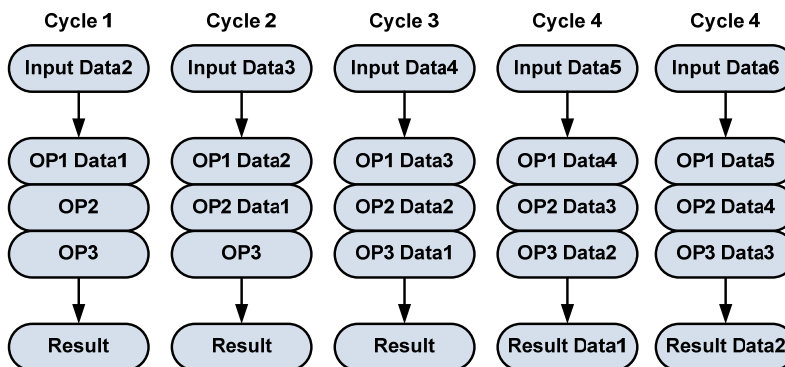 Cycle 1
Input Data2
OP1 Data1
OP2
OP3
Result
Cycle 2
Input Data3
OP1 Data2
OP2 Data1
OP3
Result
Cycle 3
Input Data4
OP1 Data3
OP2 Data2
OP3 Data1
Result
Cycle 4
Input Data5
OP1 Data4
OP2 Data3
OP3 Data2
Result Data1
Cycle 4
Input Data6
OP1 Data5
OP2 Data4
OP3 Data3
Result Data2